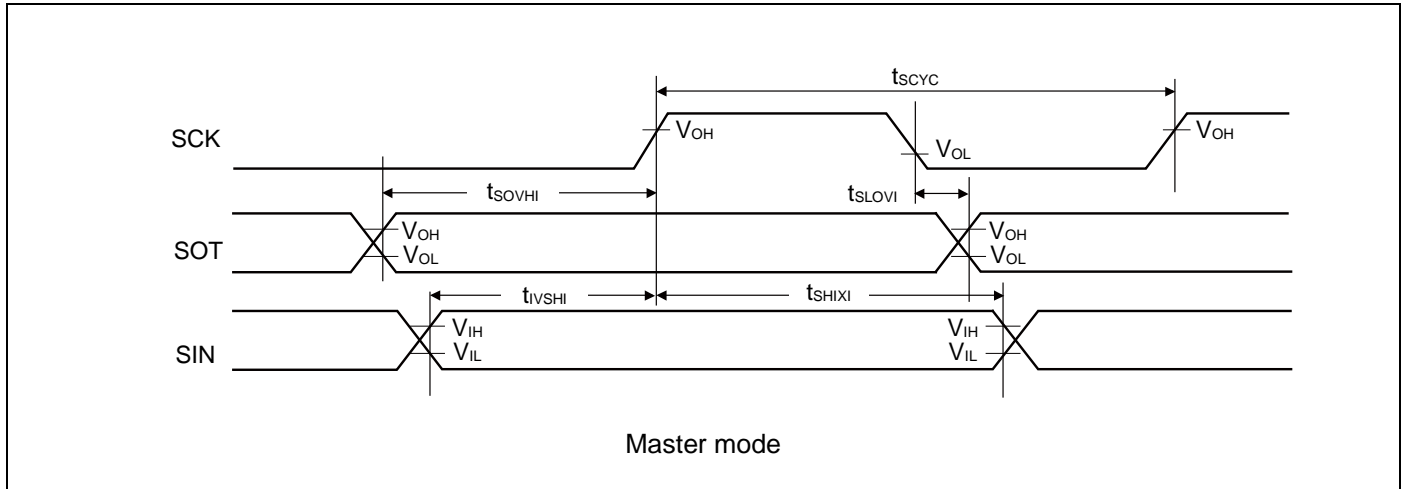 tSCYC
SCK
VOH
VOL
VOH
tSOVHI
tSLOVI
SOT
VOH
VOL
VOH
VOL
tIVSHI
tSHIXI
SIN
VIH
VIL
VIH
VIL
Master mode